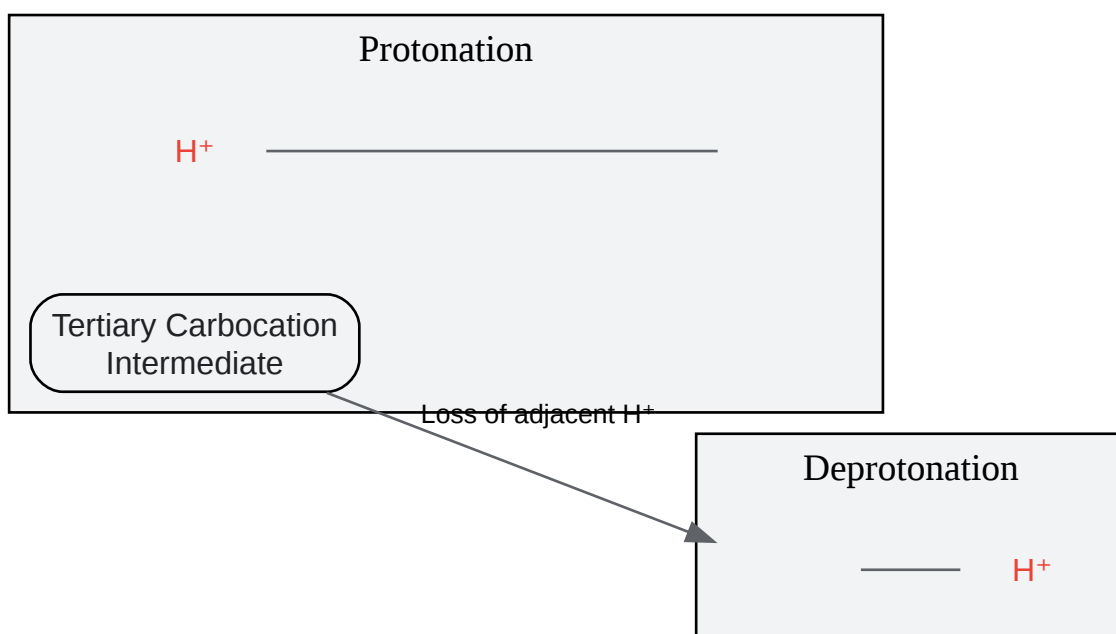 Protonation
H⁺
Tertiary Carbocation
Intermediate
Loss of adjacent H⁺
Deprotonation
H⁺